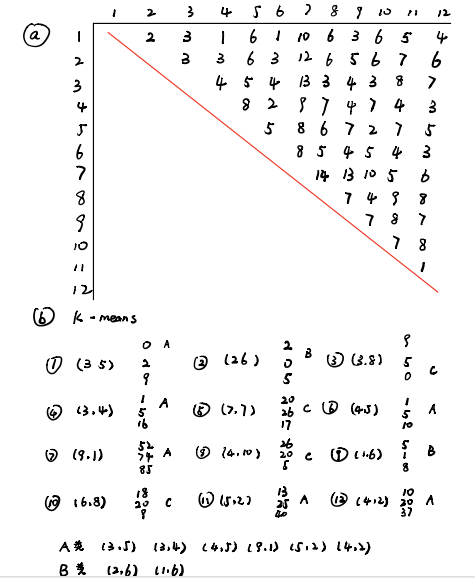 1 2 3 4 5 6 7 8 9 10 11 12
ⓐ 1 2 3 1 6 1 10 6 3 6 5 4
2 3 3 6 3 12 6 5 6 7 6
3 4 5 4 13 3 4 3 8 7
4 8 2 9 7 4 7 4 3
5 5 8 6 7 2 7 5
6 8 5 4 5 4 3
7 14 13 10 5 6
8 7 4 9 8
9 7 8 7
10 7 8
11 1
12
ⓑ K-means
① (3 5) 0 2 9 A ② (2 6) 2 0 5 B ③ (3.8) 9 5 0 C
④ (3,4) 1 5 16 A ⑤ (7,7) 20 26 17 C ⑥ (4,5) 1 5 10 A
⑦ (9,1) 52 74 85 A (4,10) 26 20 5 C ⑨ (1.6) 5 1 8 B
⑩ (6,8) 18 20 9 C ⑪ (5,2) 13 25 40 A (4,2) 10 20 37 A
A类 (3,5) (3,4) (4,5) (9.1) (5,2) (4,2)
B类 (2,6) (1,6)